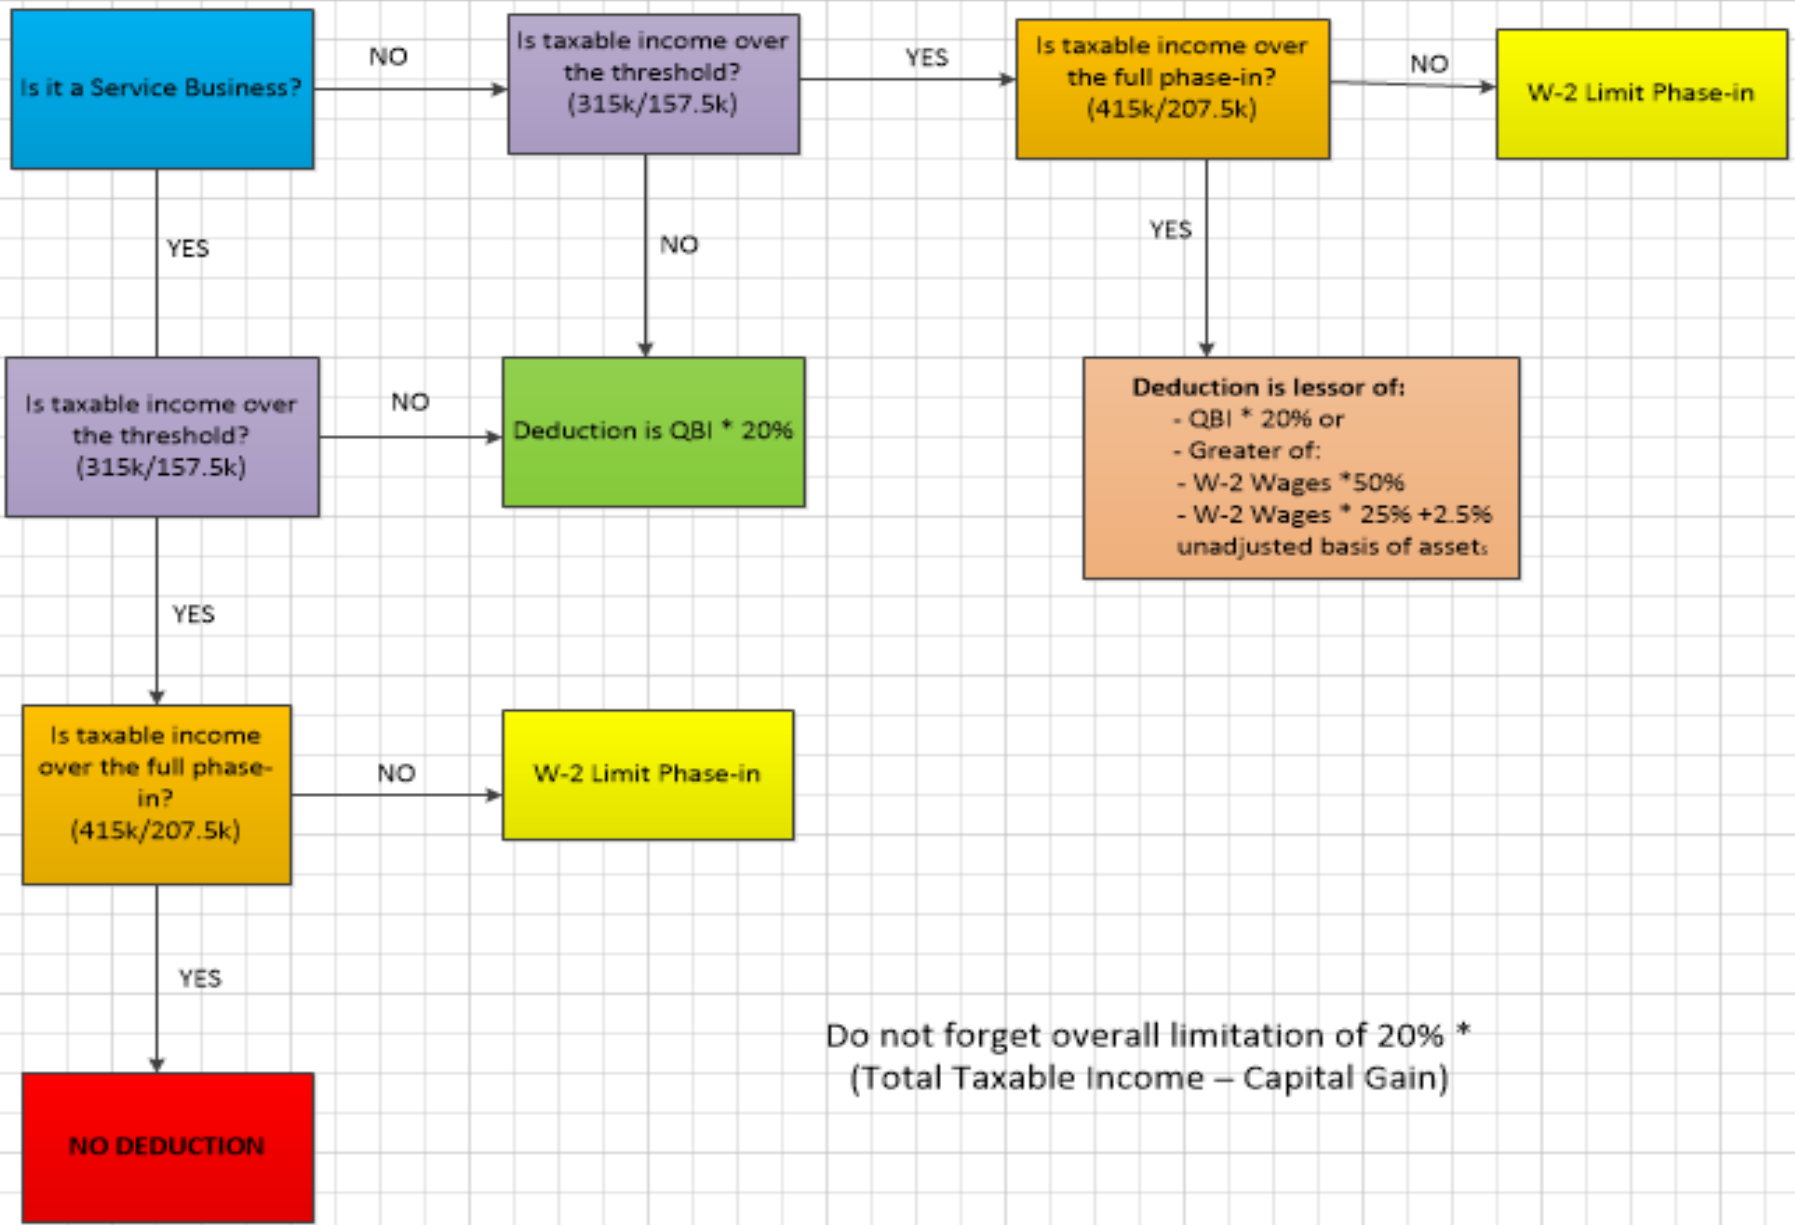 Is it a Service Business?
NO
Is taxable income over
the threshold?
(315k/157.5k)
YES
Is taxable income over
the full phase-in?
(415k/207.5k)
NO
W-2 Limit Phase-in
YES
NO
YES
Is taxable income over
the threshold?
(315k/157.5k)
NO
Deduction is QBI * 20%
Deduction is lessor of:
- QBI * 20% or
- Greater of:
- W-2 Wages *50%
- W-2 Wages * 25% +2.5%
unadjusted basis of assets
YES
Is taxable income
over the full phase-
in?
(415k/207.5k)
NO
W-2 Limit Phase-in
YES
Do not forget overall limitation of 20% *
(Total Taxable Income – Capital Gain)
NO DEDUCTION